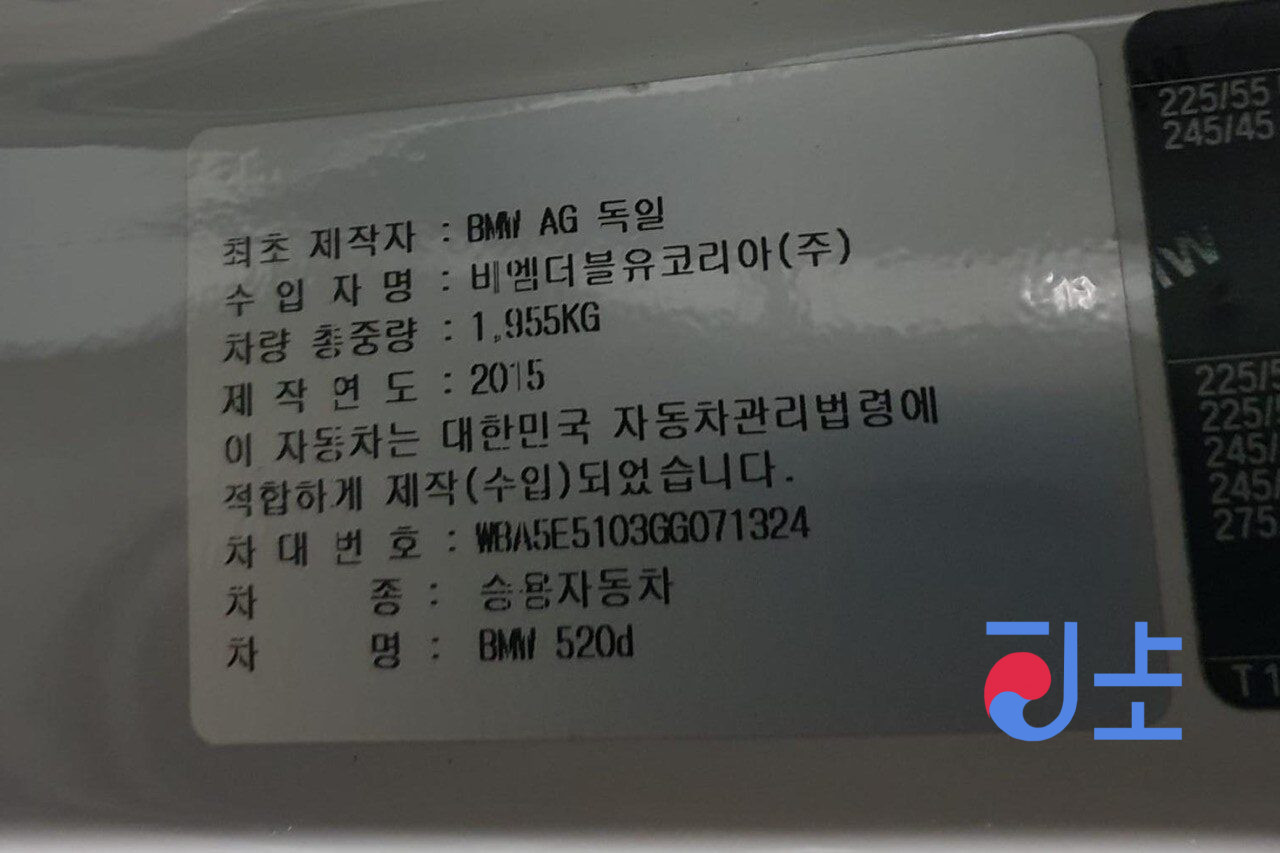 최초 제작자 : BMW AG 독일
수 입 자 명 : 비엠더블유코리아(주)
차량 총중량 : 1,955KG
제 작 연 도 : 2015
이 자동차는 대한민국 자동차관리법령에
적합하게 제작(수입)되었습니다.
차 대 번 호 : WBA5E5103GG071324
차 종 : 승용자동차
차 명 : BMW 520d
225/55
245/45
225/5
225/
245/
245/
275
T 1